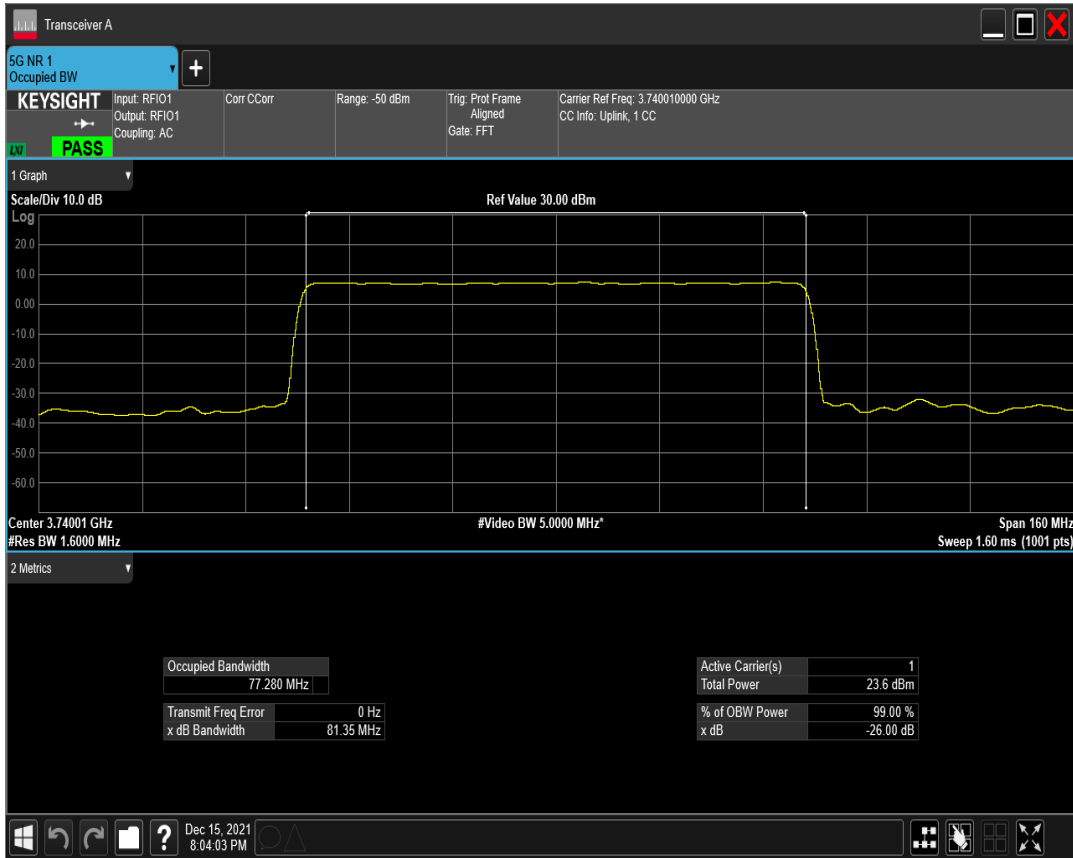 Transceiver A
5G NR 1
Occupied BW
KEYSIGHT
LXI
PASS
Input: RFIO1
Output: RFIO1
Coupling: AC
Corr CCorr
Range: -50 dBm
Trig: Prot Frame
Aligned
Gate: FFT
Carrier Ref Freq: 3.740010000 GHz
CC Info: Uplink, 1 CC
1 Graph
Scale/Div 10.0 dB
Ref Value 30.00 dBm
Log
20.0
10.0
0.00
-10.0
-20.0
-30.0
-40.0
-50.0
-60.0
Center 3.74001 GHz
#Video BW 5.0000 MHz*
Span 160 MHz
#Res BW 1.6000 MHz
Sweep 1.60 ms (1001 pts)
2 Metrics
Occupied Bandwidth
77.280 MHz
Transmit Freq Error 0 Hz
x dB Bandwidth 81.35 MHz
Active Carrier(s) 1
Total Power 23.6 dBm
% of OBW Power 99.00 %
x dB -26.00 dB
?
Dec 15, 2021
8:04:03 PM